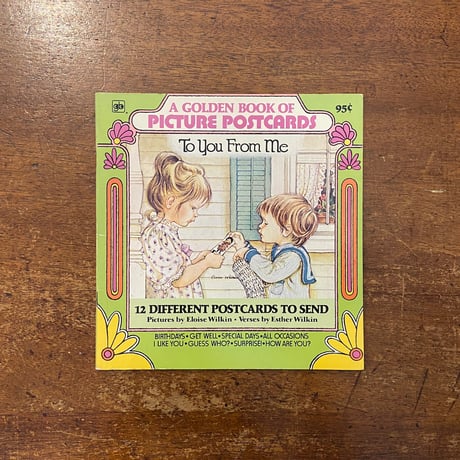 A GOLDEN BOOK OF
95¢
PICTURE POSTCARDS
To You From Me
12 DIFFERENT POSTCARDS TO SEND
Pictures by Eloise Wilkin • Verses by Esther Wilkin
BIRTHDAYS • GET WELL • SPECIAL DAYS • ALL OCCASIONS
I LIKE YOU • GUESS WHO? • SURPRISE! • HOW ARE YOU?